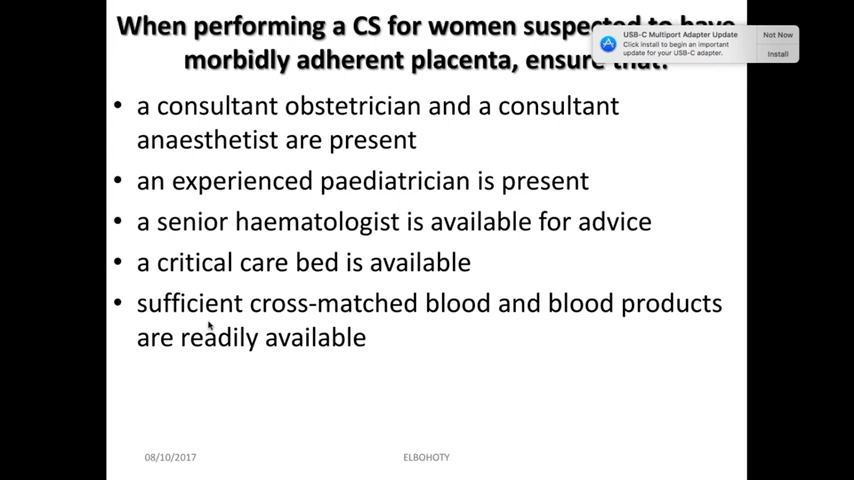 When performing a CS for women suspected to have
morbidly adherent placenta, ensure that:
USB-C Multiport Adapter Update
Click install to begin an important
update for your USB-C adapter.
Not Now
Install
• a consultant obstetrician and a consultant
anaesthetist are present
• an experienced paediatrician is present
• a senior haematologist is available for advice
• a critical care bed is available
• sufficient cross-matched blood and blood products
are readily available
08/10/2017
ELBOHOTY